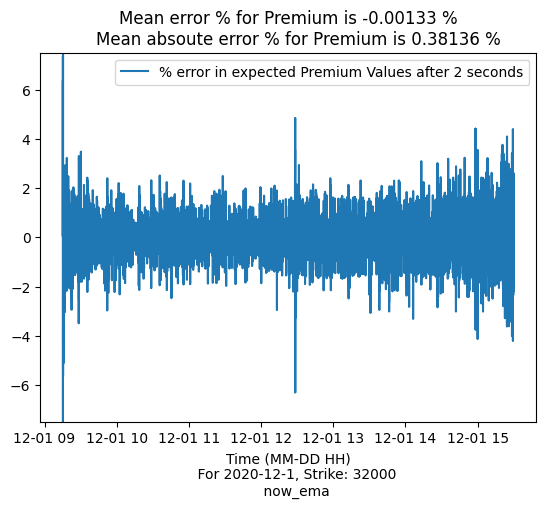 Mean error % for Premium is -0.00133 %
Mean absoute error % for Premium is 0.38136 %
% error in expected Premium Values after 2 seconds
6
4
2
0
−2
−4
−6
12-01 09 12-01 10 12-01 11 12-01 12 12-01 13 12-01 14 12-01 15
Time (MM-DD HH)
For 2020-12-1, Strike: 32000
now_ema